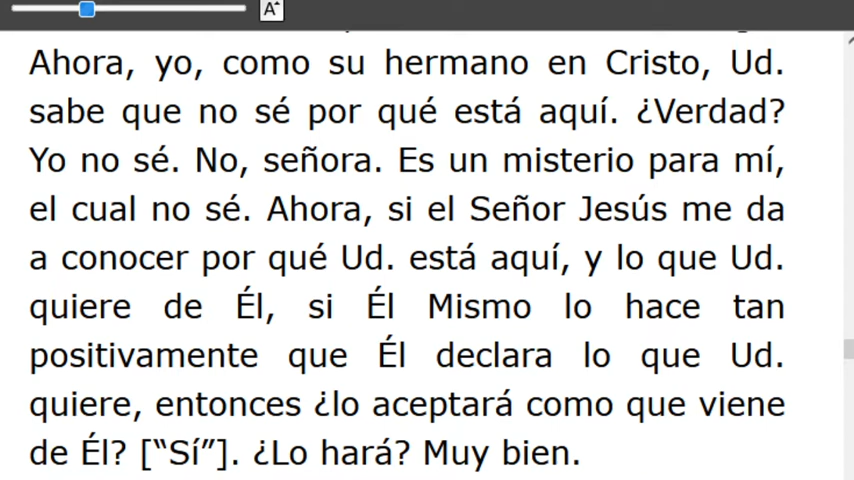 A
Ahora, yo, como su hermano en Cristo, Ud.
sabe que no sé por qué está aquí. ¿Verdad?
Yo no sé. No, señora. Es un misterio para mí,
el cual no sé. Ahora, si el Señor Jesús me da
a conocer por qué Ud. está aquí, y lo que Ud.
quiere de Él, si Él Mismo lo hace tan
positivamente que Él declara lo que Ud.
quiere, entonces ¿lo aceptará como que viene
de Él? [“Sí”]. ¿Lo hará? Muy bien.